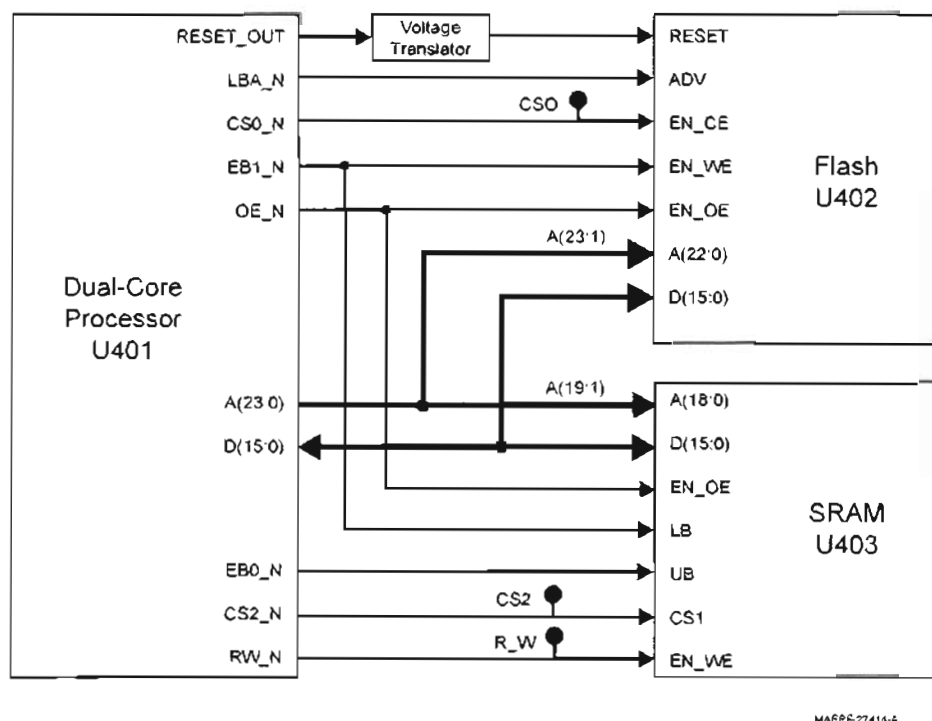 RESET_OUT
LBA_N
CS0_N
EB1_N
OE_N
Dual-Core
Processor
U401
A(23:0)
D(15:0)
EB0_N
CS2_N
RW_N
Voltage
Translator
CS0
A(23:1)
A(19:1)
CS2
R_W
RESET
ADV
EN_CE
EN_WE
EN_OE
A(22:0)
D(15:0)
Flash
U402
A(18:0)
D(15:0)
EN_OE
LB
UB
CS1
EN_WE
SRAM
U403